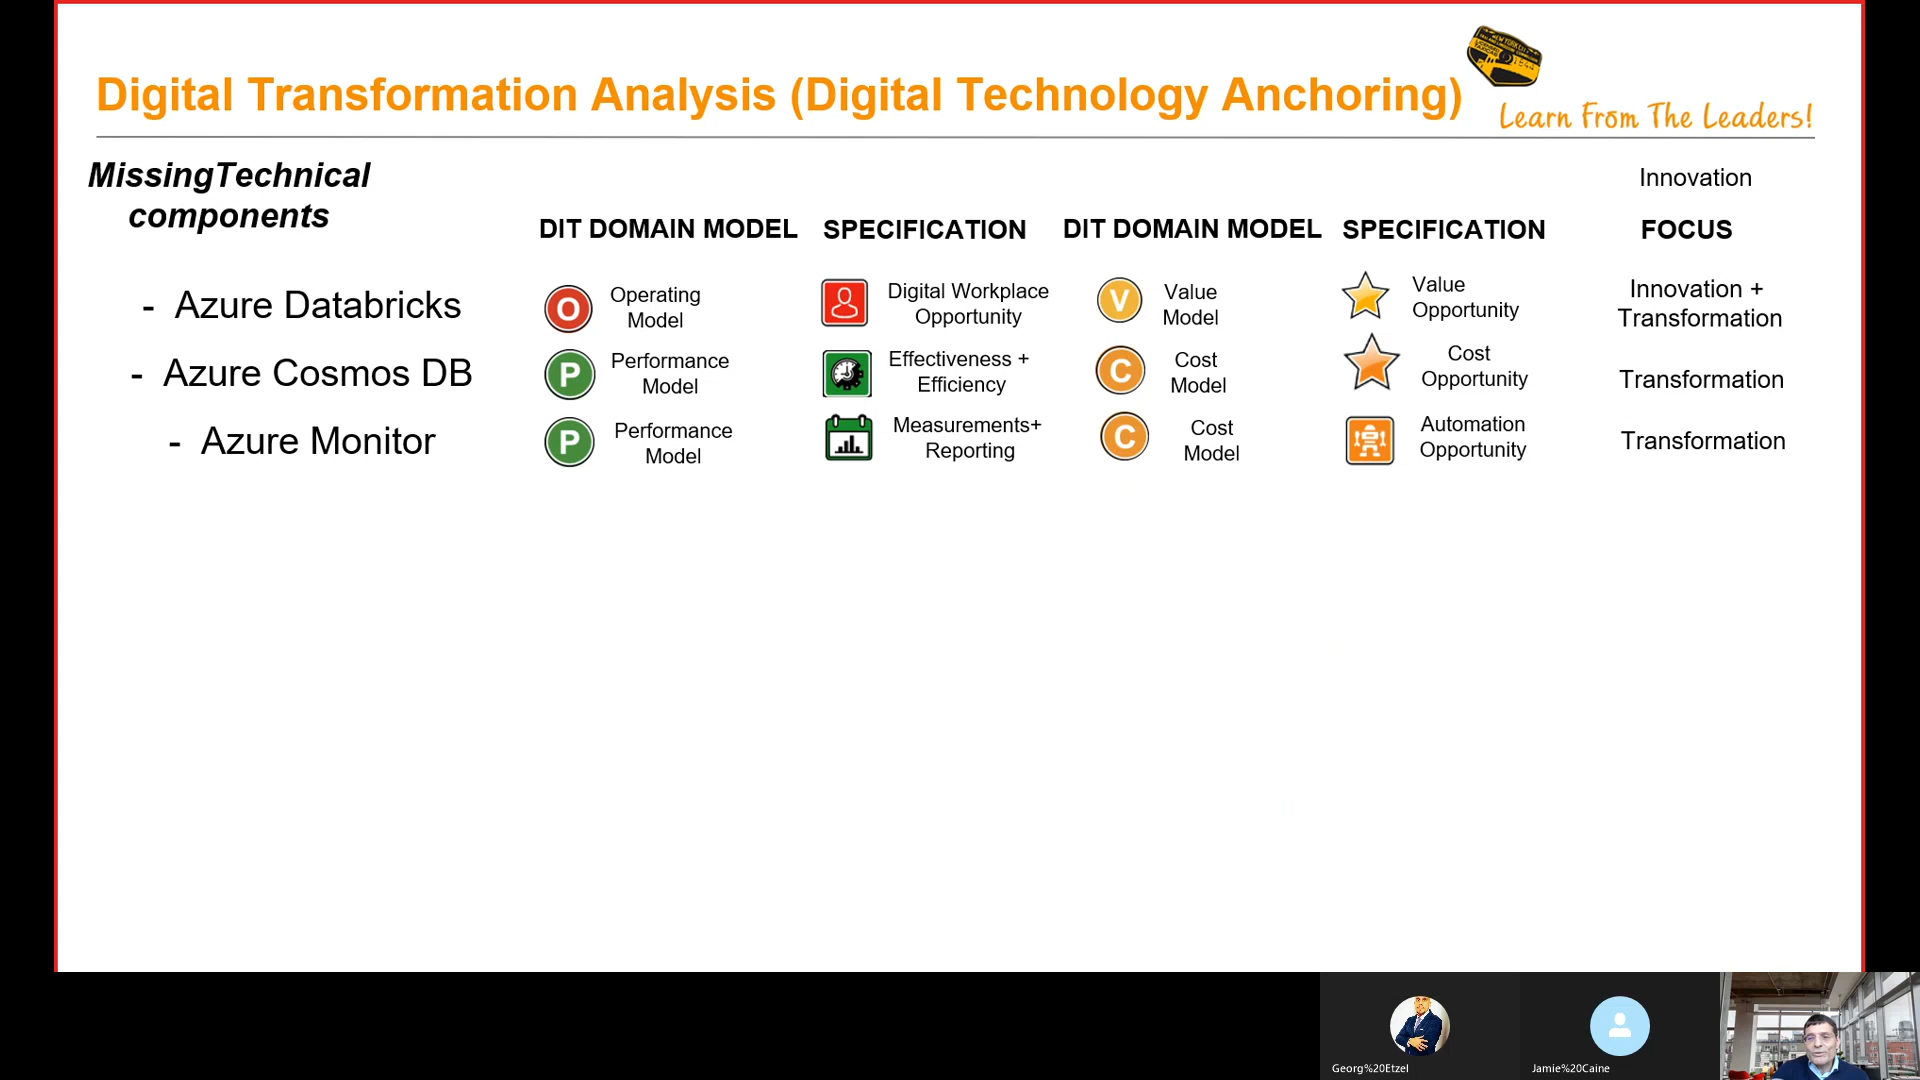 Digital Transformation Analysis (Digital Technology Anchoring)
Learn From The Leaders!
MissingTechnical
components
Innovation
DIT DOMAIN MODEL SPECIFICATION DIT DOMAIN MODEL SPECIFICATION FOCUS
- Azure Databricks
O
Operating
Model
Digital Workplace
Opportunity
V
Value
Model
Value
Opportunity
Innovation +
Transformation
- Azure Cosmos DB
P
Performance
Model
Effectiveness +
Efficiency
C
Cost
Model
Cost
Opportunity
Transformation
- Azure Monitor
P
Performance
Model
Measurements+
Reporting
C
Cost
Model
Automation
Opportunity
Transformation
Georg%20Etzel
Jamie%20Caine